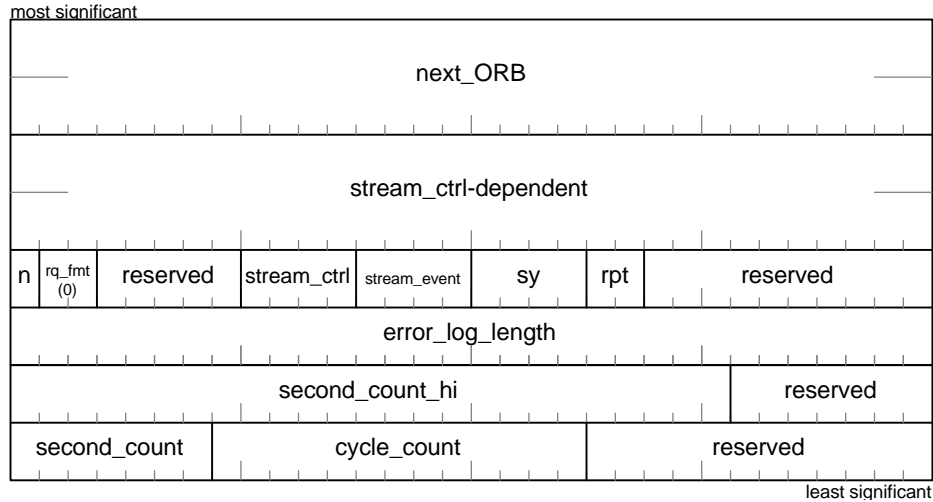 most significant
next_ORB
stream_ctrl-dependent
n rq_fmt (0) reserved stream_ctrl stream_event sy rpt reserved
error_log_length
second_count_hi reserved
second_count cycle_count reserved
least significant